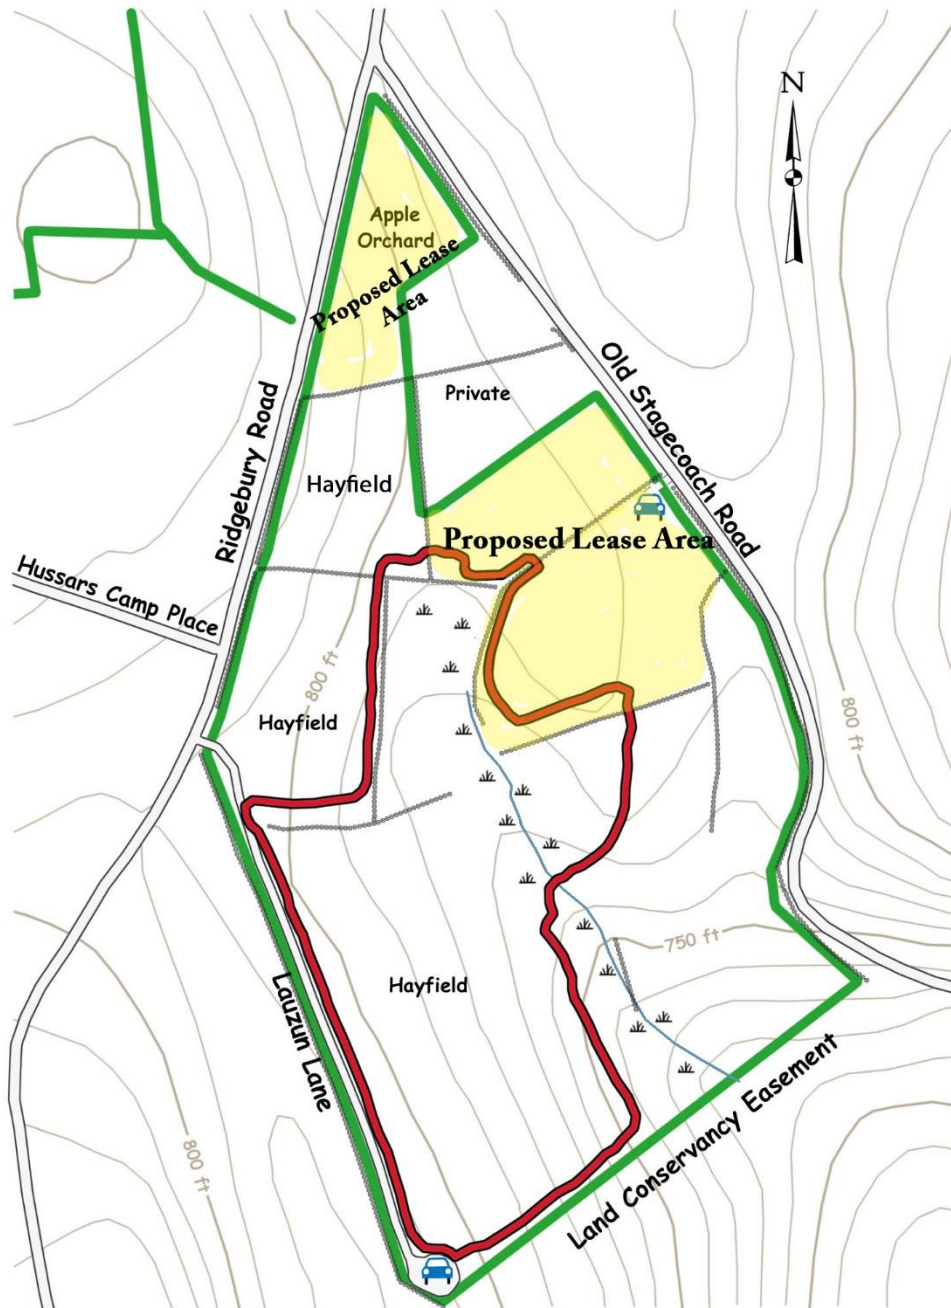 N
Apple
Orchard
Proposed Lease
Area
Old Stagecoach Road
Private
Ridgebury Road
Hayfield
Proposed Lease Area
Hussars Camp Place
800 ft
800 ft
Hayfield
750 ft
Hayfield
Lauzun Lane
Land Conservancy Easement
800 ft